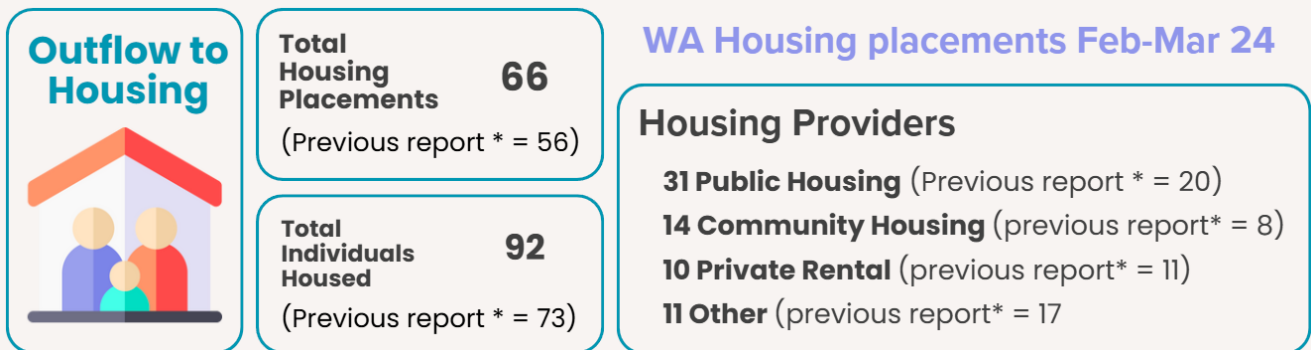 Outflow to
Housing
Total
Housing
Placements
66
(Previous report * = 56)
Total
Individuals
Housed
92
(Previous report * = 73)
WA Housing placements Feb-Mar 24
Housing Providers
31 Public Housing (Previous report * = 20)
14 Community Housing (previous report* = 8)
10 Private Rental (previous report* = 11)
11 Other (previous report* = 17